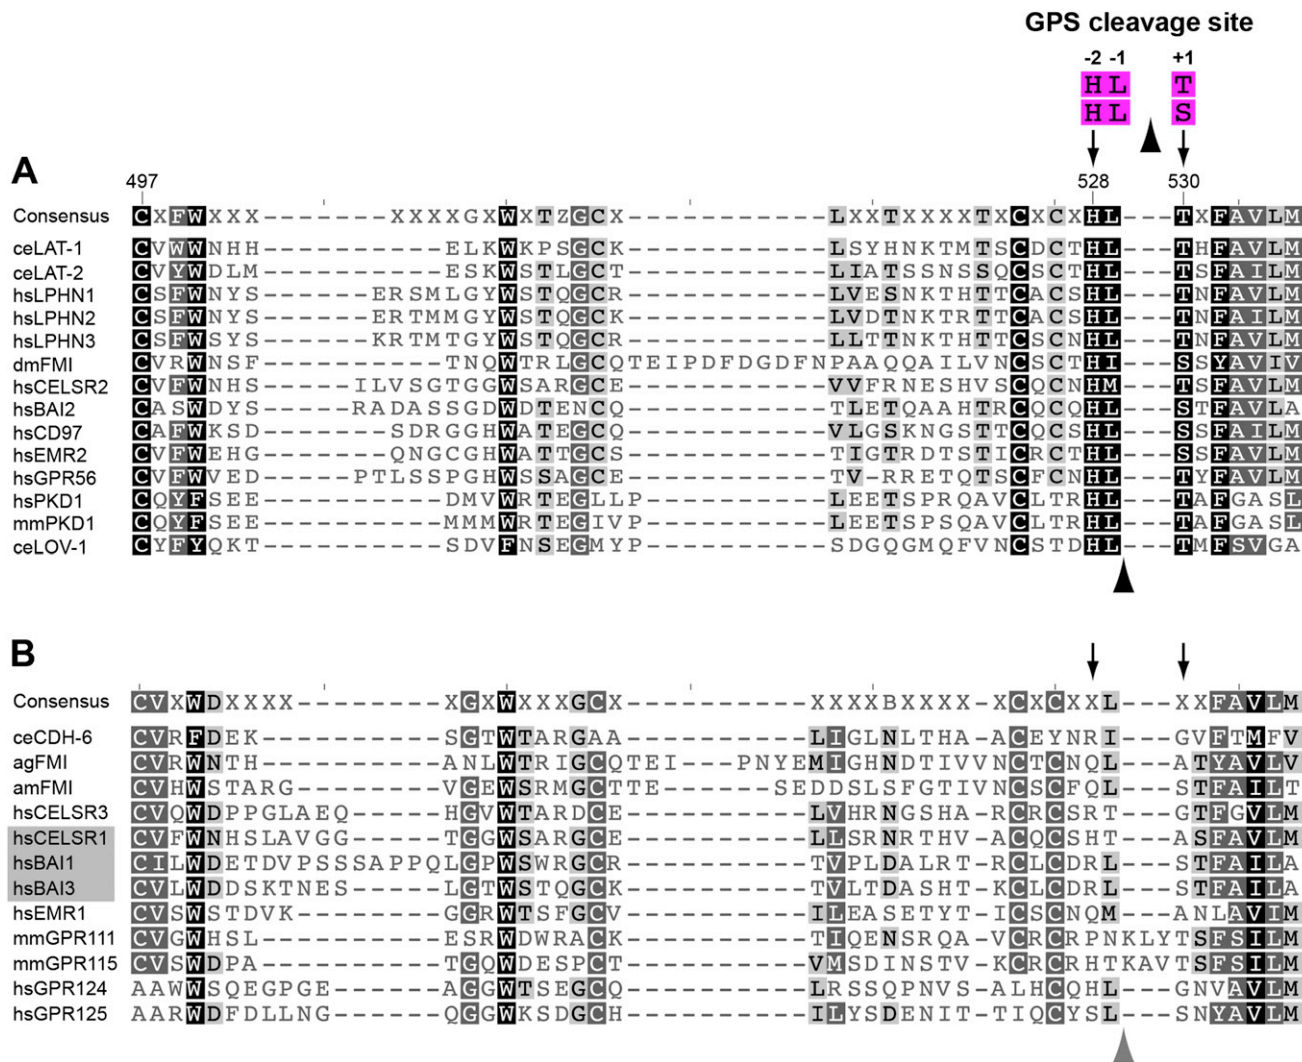 GPS cleavage site
-2 -1 +1
H L T
H L S
A
497 528 530
Consensus CXFWXXX-------XXXXGXWXTZGCX-----------LXXTXXXXTXCXCXHL---TXFAVLM
ceLAT-1 CVWWNHH----------ELKWKPSGCK-----------LSYHNKTMTSCDCTHL---THFAVLM
ceLAT-2 CVYWDLM----------ESKWSTLGCT-----------LIATSSNSSQCSCTHL---TSFAILM
hsLPHN1 CSFWNYS------ERSMLGYWSTQGCR-----------LVESNKTHTTCACSHL---TNFAVLM
hsLPHN2 CSFWNYS------ERTMMGYWSTQGCK-----------LVDTNKTRTTCACSHL---TNFAILM
hsLPHN3 CSFWSYS------KRTMTGYWSTQGCR-----------LLTTNKTHTTCSCNHL---TNFAVLM
dmFMI CVRWNSF----------TNQWTRLGCQTEIPDFDGDFNPAAQQAILVNCSCTHI---SSYAVIV
hsCELSR2 CVFWNHS-----ILVSGTGGWSARGCE-----------VVFRNESHVSCQCNHM---TSFAVLM
hsBAI2 CASWDYS-----RADASSGDWDTENCQ-----------TLETQAAHTRCQCQHL---STFAVLA
hsCD97 CAFWKSD-------SDRGGHWATEGCQ-----------VLGSKNGSTTCQCSHL---SSFAILM
hsEMR2 CVFWEHG-------QNGCGHWATTGCS-----------TIGTRDTSTICRCTHL---SSFAVLM
hsGPR56 CVFWVED-----PTLSSPGHWSSAGCE-----------TV-RRETQTSCFCNHL---TYFAVLM
hsPKD1 CQYFSEE----------DMVWRTEGLLP----------LEETSPRQAVCLTRHL---TAFGASL
mmPKD1 CQYFSEE----------MMMWRTEGIVP----------LEETSPSQAVCLTRHL---TAFGASL
ceLOV-1 CYFYQKT----------SDVFNSEGMYP----------SDGQGMQFVNCSTDHL---TMFSVGA
B
Consensus CVXWDXXXX--------XGXWXXXGCX----------XXXXBXXXX-XCXCXXL---XXFAVLM
ceCDH-6 CVRFDEK----------SGTWTARGAA----------LIGLNLTHA-ACEYNRI---GVFTMFV
agFMI CVRWNTH----------ANLWTRIGCQTEI---PNYEMIGHNDTIVVNCTCNQL---ATYAVLV
amFMI CVHWSTARG--------VGEWSRMGCTTE-----SEDDSLSFGTIVNCSCFQL---STFAILT
hsCELSR3 CVQWDPPGLAEQ-----HGVWTARDCE----------LVHRNGSHA-RCRCSRT---GTFGVLM
hsCELSR1 CVFWNHSLAVGG-----TGGWSARGCE----------LLSRNRTHV-ACQCSHT---ASFAVLM
hsBAI1 CILWDETDVPSSSAPPQLGPWSWRGCR----------TVPLDALRT-RCLCDRL---STFAILA
hsBAI3 CVLWDDSKTNES-----LGTWSTQGCK----------TVLTDASHT-KCLCDRL---STFAILA
hsEMR1 CVSWSTDVK--------GGRWTSFGCV----------ILEASETYT-ICSCNQM---ANLAVIM
mmGPR111 CVGWHSL----------ESRWDWRACK----------TIQENSRQA-VCRCRPNKLYTSFSILM
mmGPR115 CVSWDPA----------TGQWDESPCT----------VMSDINSTV-KCRCRHTKAVTSFSILM
hsGPR124 AAWWSQEGPGE------AGGWTSEGCQ----------LRSSQPNVS-ALHCQHL---GNVAVLM
hsGPR125 AARWDFDLLNG------QGGWKSDGCH----------ILYSDENIT-TIQCYSL---SNYAVLM